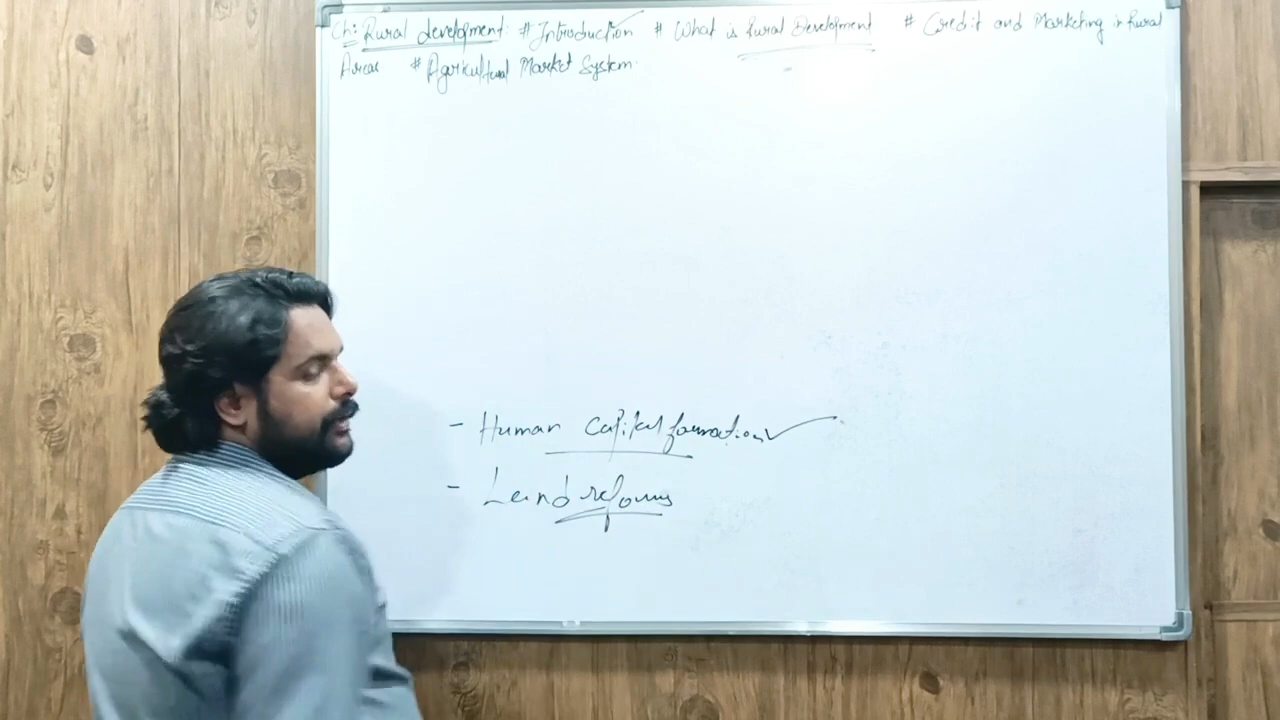 Ch: Rural development: # Introduction # What is Rural Development # Credit and Marketing in Rural
Areas # Agricultural Market System.
- Human capital formation
- Land reforms